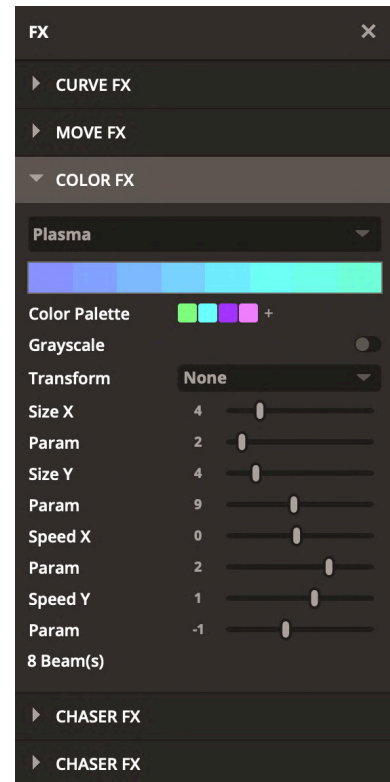 FX ×
CURVE FX
MOVE FX
COLOR FX
Plasma
Color Palette +
Grayscale
Transform None
Size X 4
Param 2
Size Y 4
Param 9
Speed X 0
Param 2
Speed Y 1
Param -1
8 Beam(s)
CHASER FX
CHASER FX